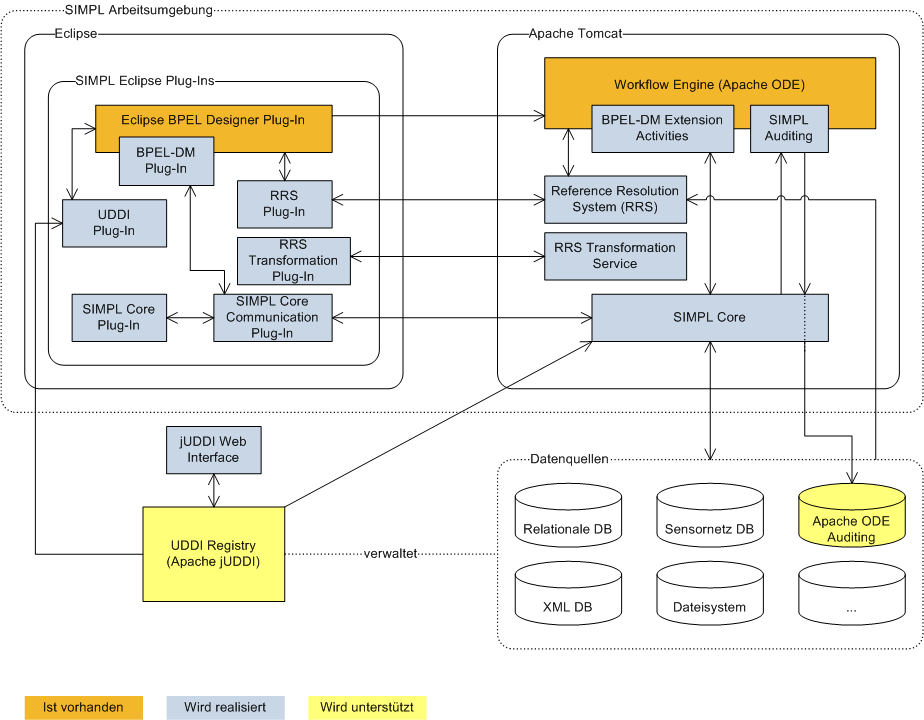 SIMPL Arbeitsumgebung
Eclipse
Apache Tomcat
SIMPL Eclipse Plug-Ins
Eclipse BPEL Designer Plug-In
BPEL-DM
Plug-In
UDDI
Plug-In
RRS
Plug-In
RRS
Transformation
Plug-In
SIMPL Core
Plug-In
SIMPL Core
Communication
Plug-In
Workflow Engine (Apache ODE)
BPEL-DM Extension
Activities
SIMPL
Auditing
Reference Resolution
System (RRS)
RRS Transformation
Service
SIMPL Core
jUDDI Web
Interface
UDDI Registry
(Apache jUDDI)
verwaltet
Datenquellen
Relationale DB
Sensornetz DB
Apache ODE
Auditing
XML DB
Dateisystem
...
Ist vorhanden
Wird realisiert
Wird unterstützt